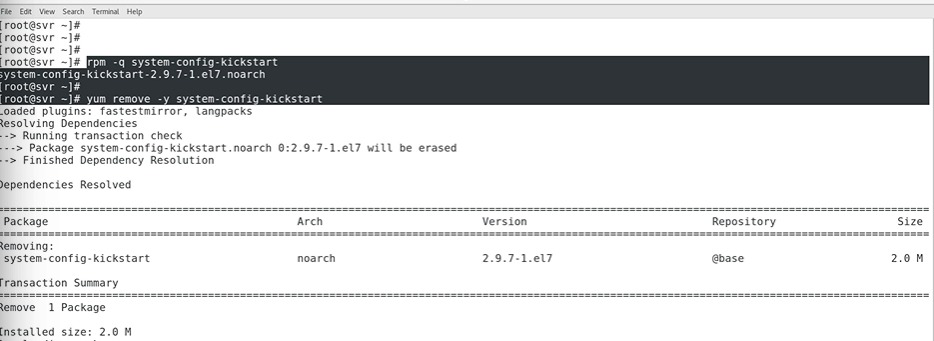 File Edit View Search Terminal Help
[root@svr ~]#
[root@svr ~]#
[root@svr ~]#
[root@svr ~]# rpm -q system-config-kickstart
system-config-kickstart-2.9.7-1.el7.noarch
[root@svr ~]#
[root@svr ~]# yum remove -y system-config-kickstart
Loaded plugins: fastestmirror, langpacks
Resolving Dependencies
--> Running transaction check
---> Package system-config-kickstart.noarch 0:2.9.7-1.el7 will be erased
--> Finished Dependency Resolution
Dependencies Resolved
================================================================================
Package Arch Version Repository Size
================================================================================
Removing:
system-config-kickstart noarch 2.9.7-1.el7 @base 2.0 M
Transaction Summary
================================================================================
Remove 1 Package
Installed size: 2.0 M